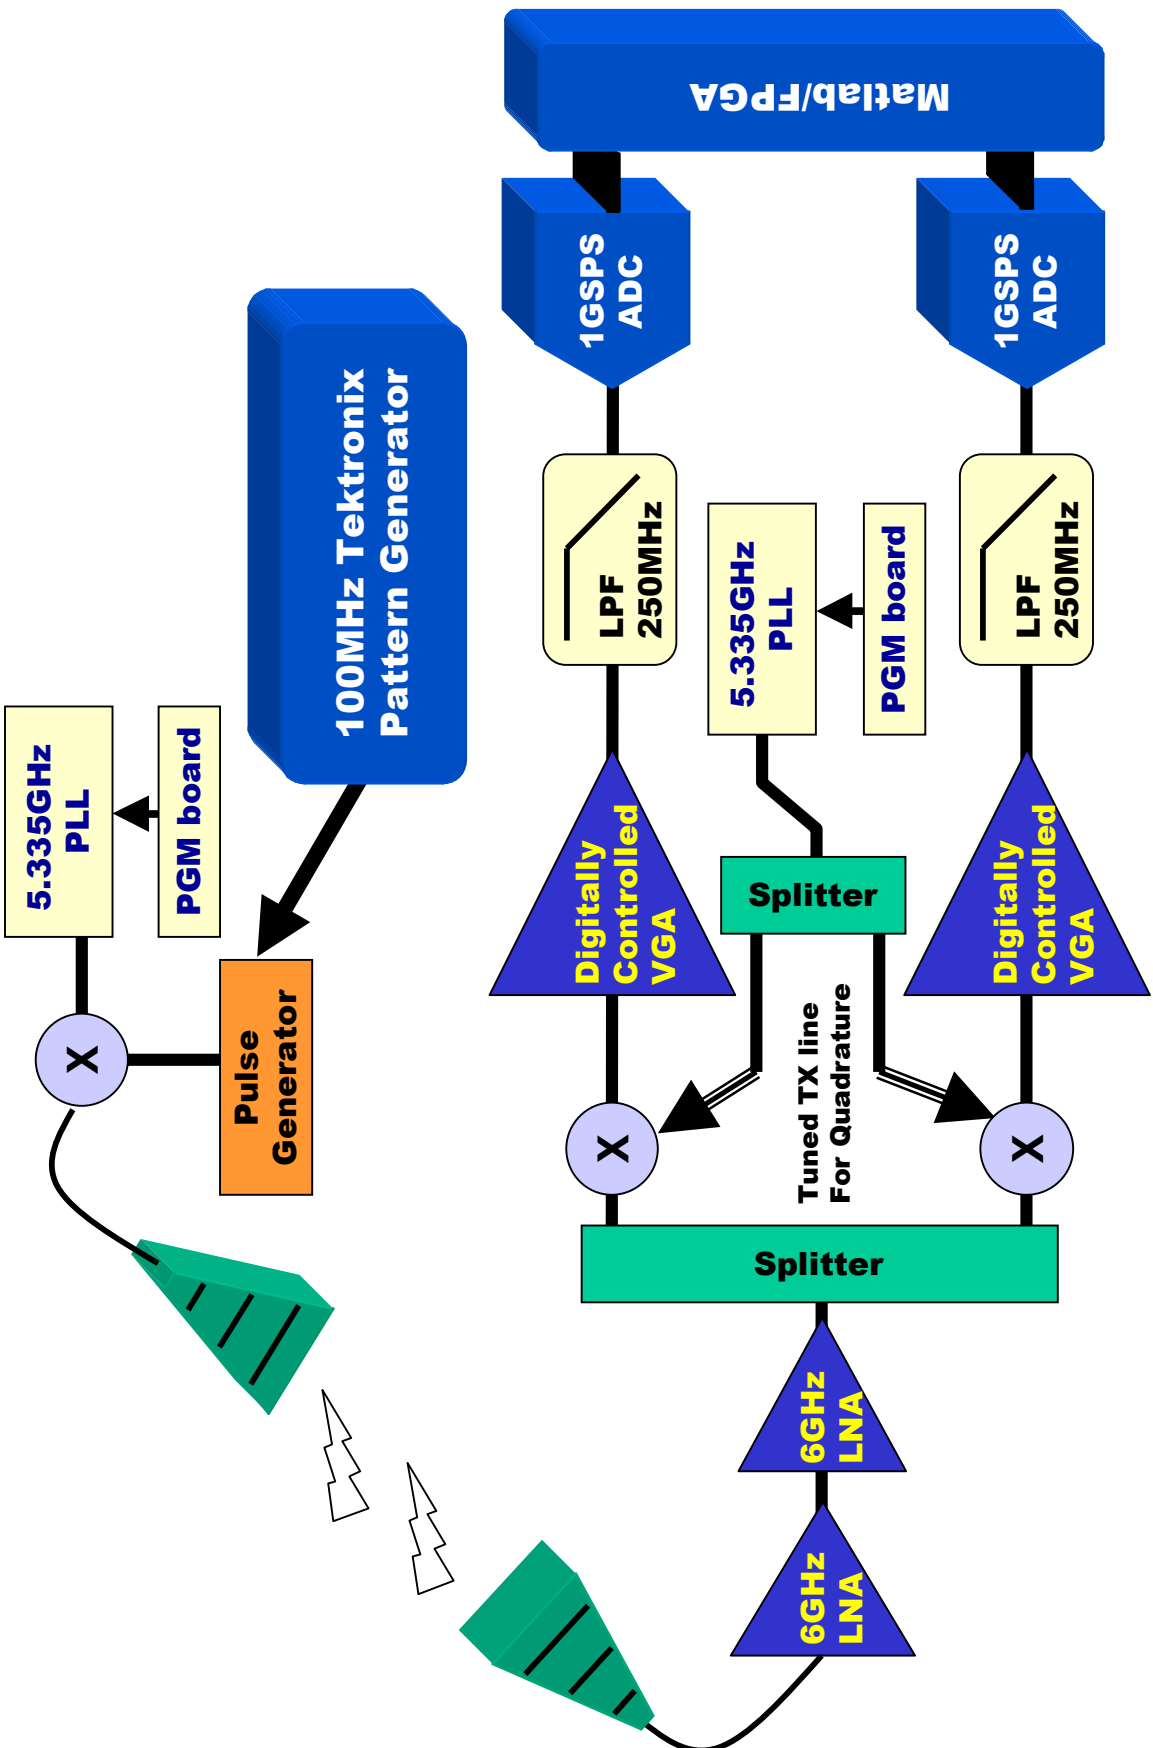 5.335GHz
PLL
PGM board
X
Pulse
Generator
100MHz Tektronix
Pattern Generator
6GHz
LNA
6GHz
LNA
Splitter
X
Tuned TX line
For Quadrature
X
Digitally
Controlled
VGA
Splitter
5.335GHz
PLL
PGM board
Digitally
Controlled
VGA
LPF
250MHz
LPF
250MHz
1GSPS
ADC
1GSPS
ADC
Matlab/FPGA